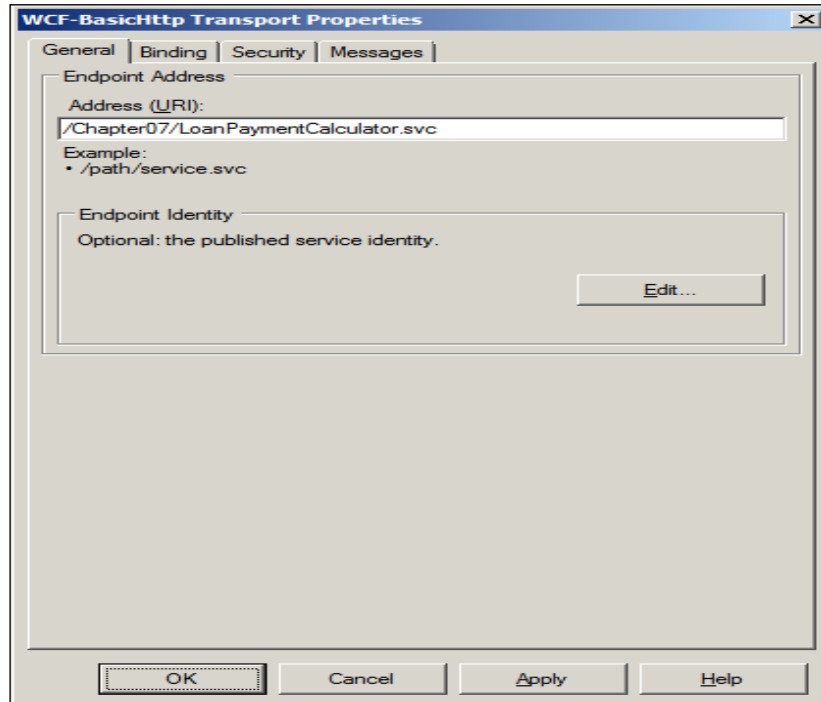 WCF-BasicHttp Transport Properties
General Binding Security Messages
Endpoint Address
Address (URI):
/Chapter07/LoanPaymentCalculator.svc
Example:
• /path/service.svc
Endpoint Identity
Optional: the published service identity.
Edit...
OK Cancel Apply Help